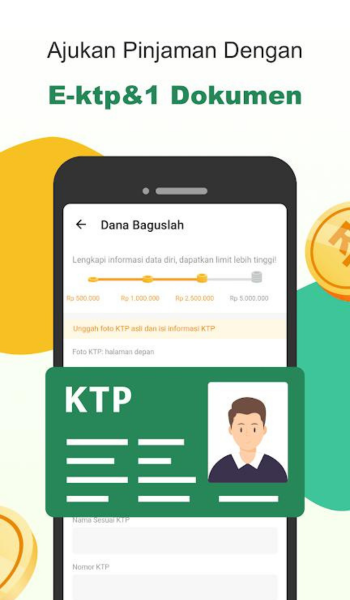 Ajukan Pinjaman Dengan
E-ktp&1 Dokumen
Dana Baguslah
Lengkapi informasi data diri, dapatkan limit lebih tinggi!
Rp 500.000 Rp 1.000.000 Rp 2.500.000 Rp 5.000.000
Unggah foto KTP asli dan isi informasi KTP
Foto KTP: halaman depan
KTP
Nama Sesuai KTP
Nomor KTP